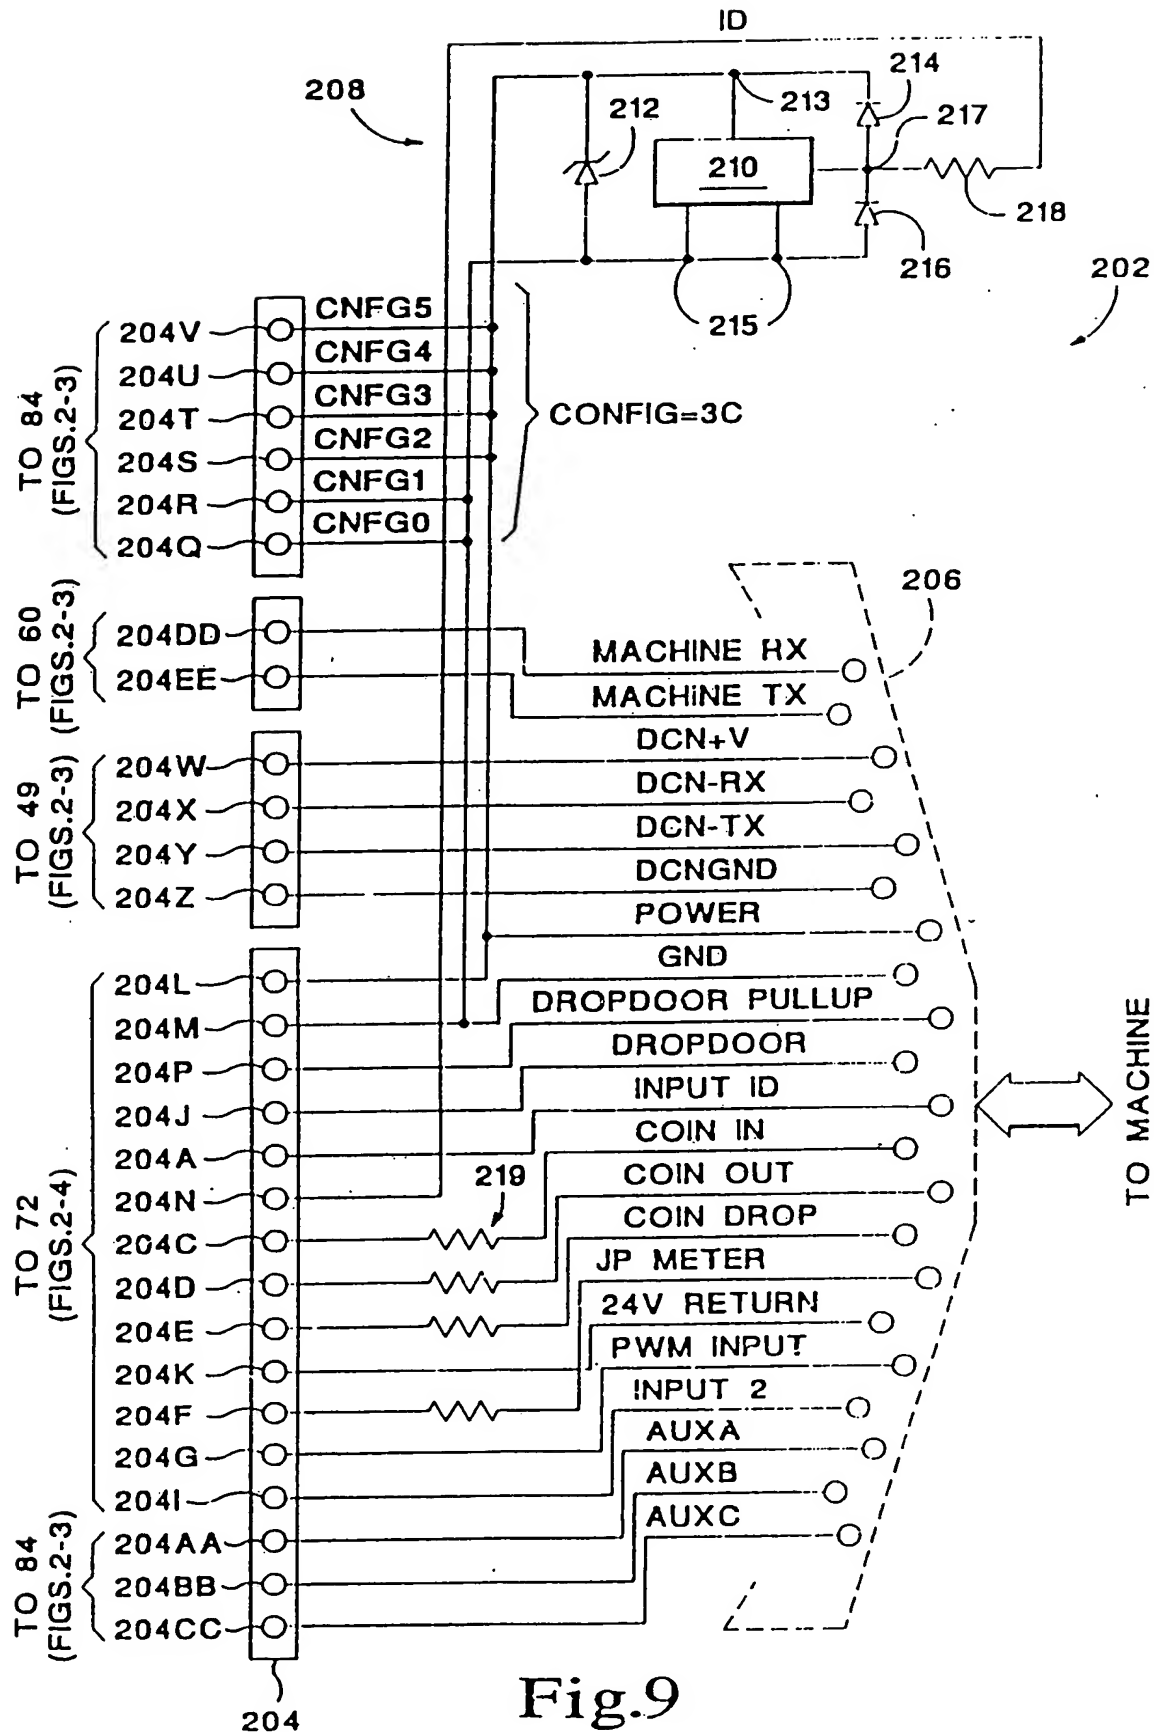 ID
208
212
213
214
217
210
218
216
215
202
TO 84
(FIGS.2-3)
204V CNFG5
204U CNFG4
204T CNFG3
204S CNFG2
204R CNFG1
204Q CNFG0
CONFIG=3C
206
TO 60
(FIGS.2-3)
204DD MACHINE RX
204EE MACHINE TX
TO 49
(FIGS.2-3)
204W DCN+V
204X DCN-RX
204Y DCN-TX
204Z DCNGND
POWER
TO 72
(FIGS.2-4)
204L GND
204M DROPDOOR PULLUP
204P DROPDOOR
204J INPUT ID
204A COIN IN
204N 219 COIN OUT
204C COIN DROP
204D JP METER
204E 24V RETURN
204K PWM INPUT
204F INPUT 2
204G AUXA
204I AUXB
TO 84
(FIGS.2-3)
204AA AUXC
204BB
204CC
TO MACHINE
204
Fig.9